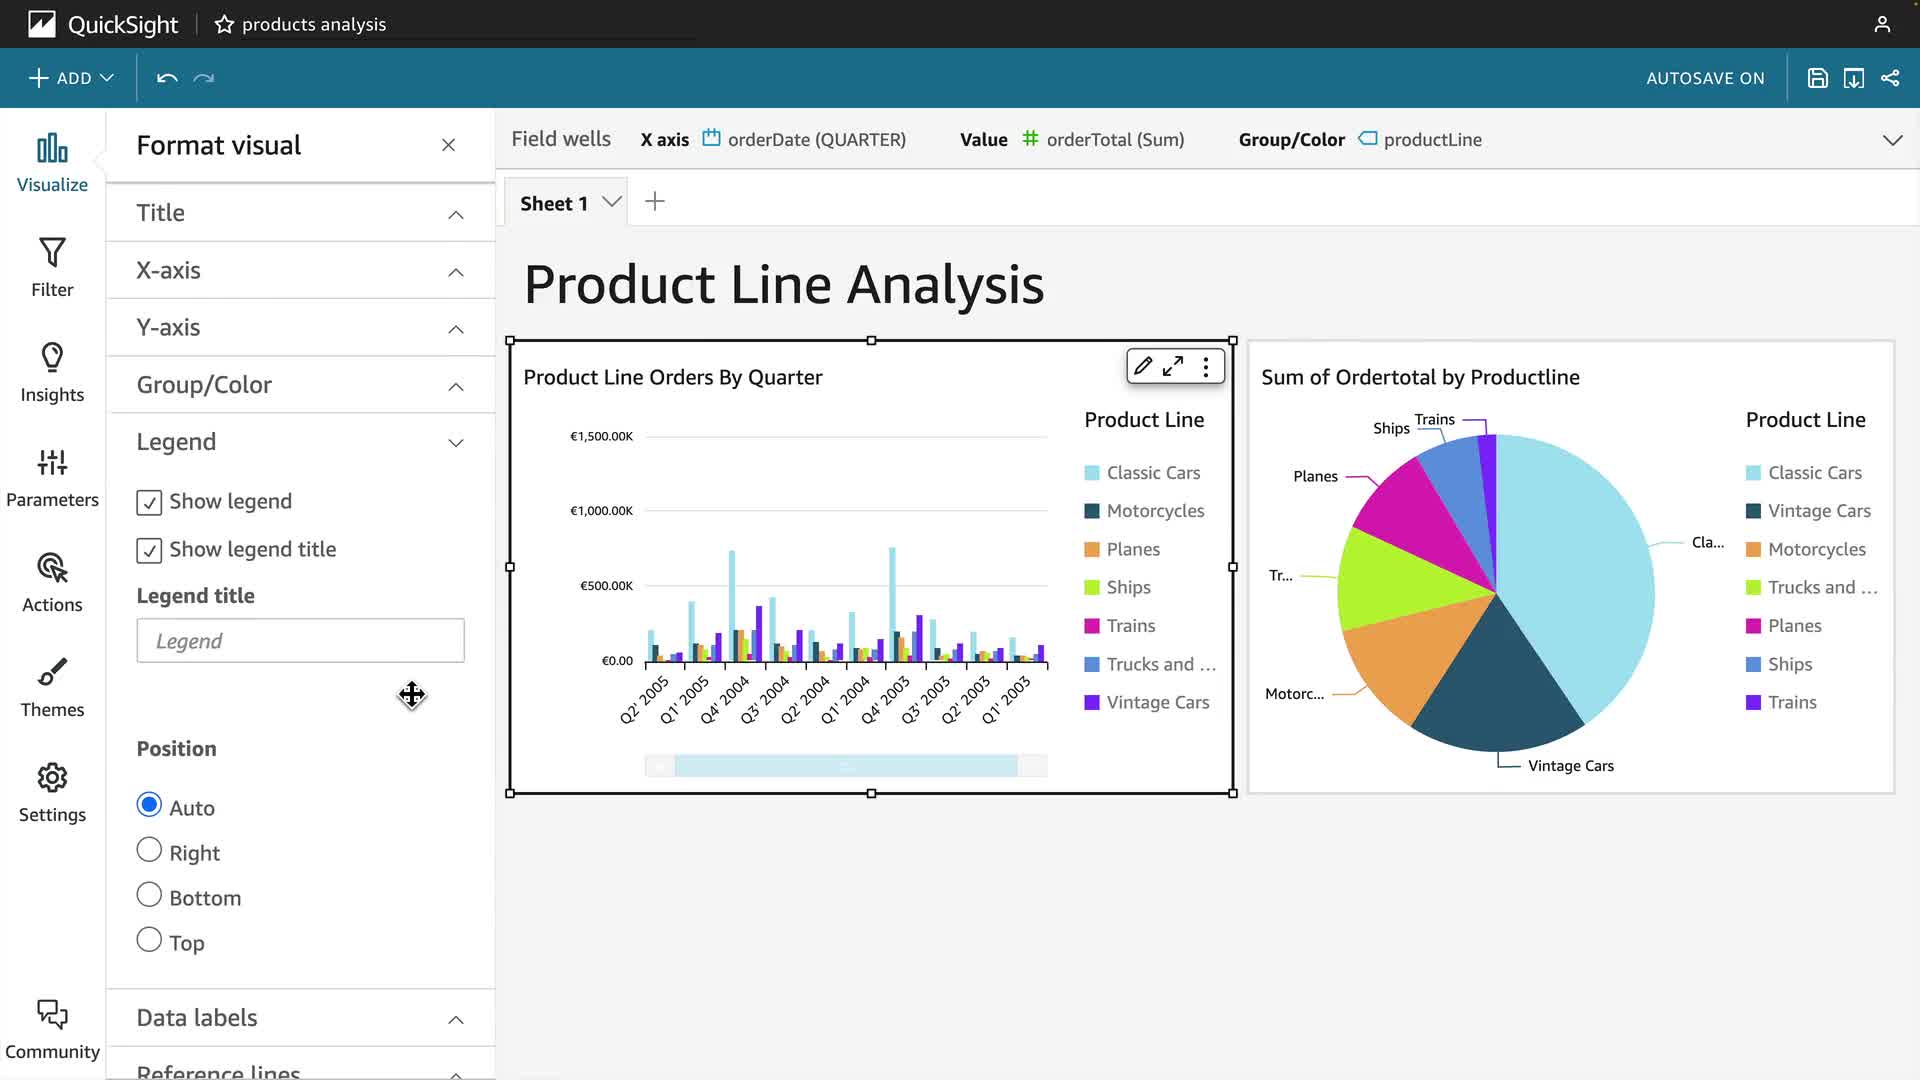 QuickSight
products analysis
ADD
AUTOSAVE ON
Visualize
Filter
Insights
Parameters
Actions
Themes
Settings
Community
Format visual
Title
X-axis
Y-axis
Group/Color
Legend
Show legend
Show legend title
Legend title
Legend
Position
Auto
Right
Bottom
Top
Data labels
Reference lines
Field wells X axis orderDate (QUARTER) Value orderTotal (Sum) Group/Color productLine
Sheet 1
Product Line Analysis
Product Line Orders By Quarter
€1,500.00K
€1,000.00K
€500.00K
€0.00
Q2' 2005
Q1' 2005
Q4' 2004
Q3' 2004
Q2' 2004
Q1' 2004
Q4' 2003
Q3' 2003
Q2' 2003
Q1' 2003
Product Line
Classic Cars
Motorcycles
Planes
Ships
Trains
Trucks and ...
Vintage Cars
Sum of Ordertotal by Productline
Trains
Ships
Planes
Tr...
Motorc...
Cla...
Vintage Cars
Product Line
Classic Cars
Vintage Cars
Motorcycles
Trucks and ...
Planes
Ships
Trains